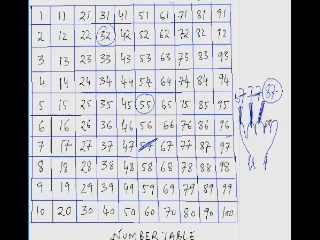 1 11 21 31 41 51 61 71 81 91
2 12 22 32 42 52 62 72 82 92
3 13 23 33 43 53 63 73 83 93
4 14 24 34 44 54 64 74 84 94
5 15 25 35 45 55 65 75 85 95
6 16 26 36 46 56 66 76 86 96
7 17 27 37 47 67 77 87 97
8 18 28 38 48 58 68 78 88 98
9 19 29 39 49 59 69 79 89 99
10 20 30 40 50 60 70 80 90 100
87
NUMBER TABLE